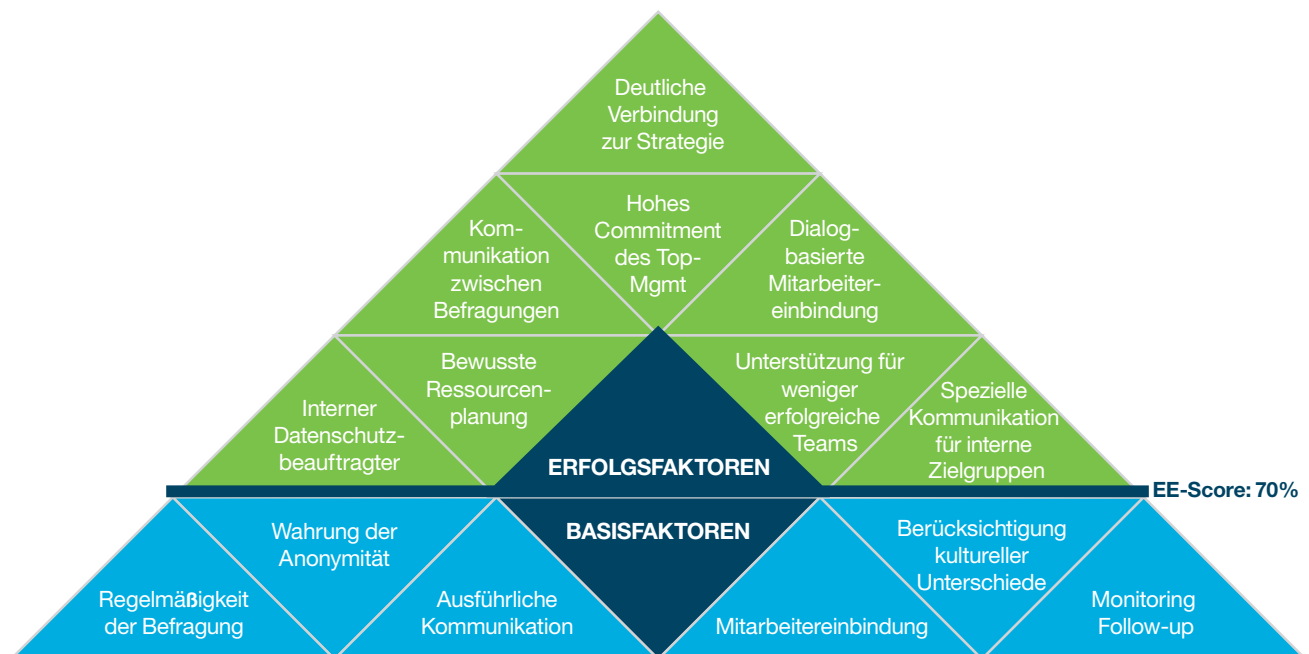 Deutliche
Verbindung
zur Strategie
Kom-
munikation
zwischen
Befragungen
Hohes
Commitment
des Top-
Mgmt
Dialog-
basierte
Mitarbeiter-
einbindung
Interner
Datenschutz-
beauftragter
Bewusste
Ressourcen-
planung
Unterstützung für
weniger
erfolgreiche
Teams
Spezielle
Kommunikation
für interne
Zielgruppen
ERFOLGSFAKTOREN
EE-Score: 70%
BASISFAKTOREN
Regelmäßigkeit
der Befragung
Wahrung der
Anonymität
Ausführliche
Kommunikation
Mitarbeitereinbindung
Berücksichtigung
kultureller
Unterschiede
Monitoring
Follow-up